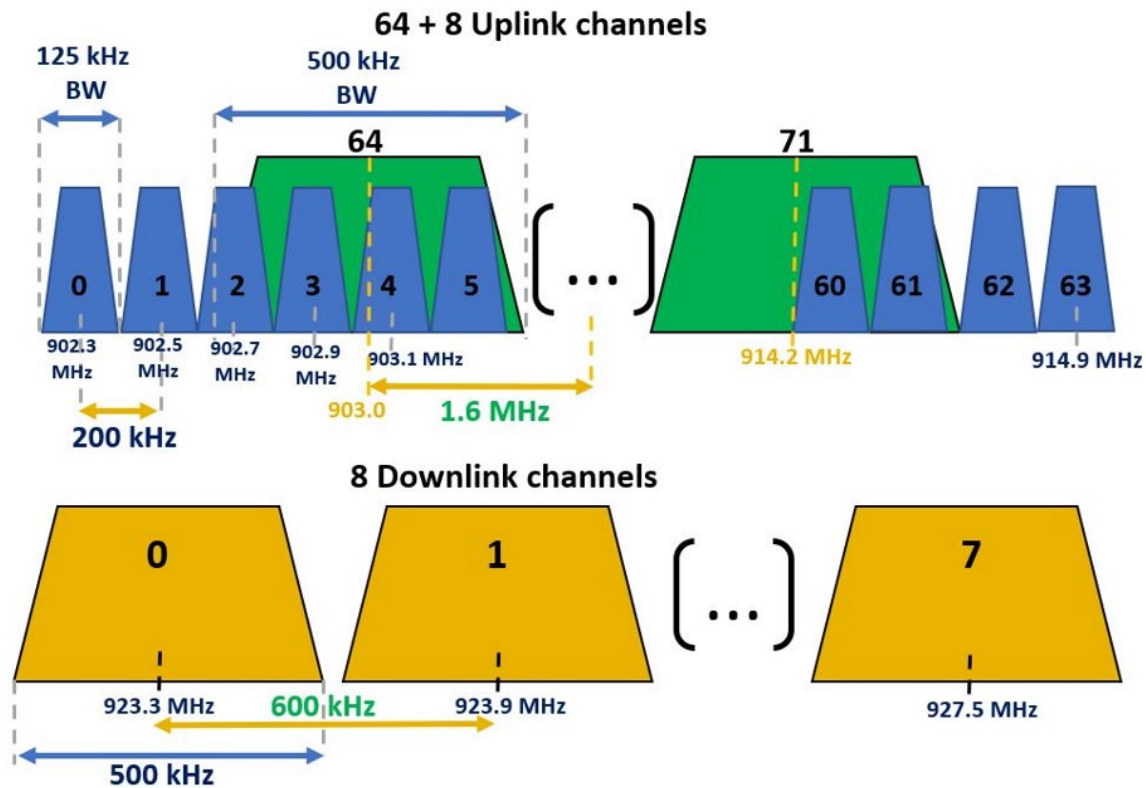 64 + 8 Uplink channels
125 kHz
BW
500 kHz
BW
64
71
0
1
2
3
4
5
...
60
61
62
63
902.3
MHz
902.5
MHz
902.7
MHz
902.9
MHz
903.1 MHz
914.2 MHz
914.9 MHz
903.0
1.6 MHz
200 kHz
8 Downlink channels
0
1
...
7
923.3 MHz
600 kHz
923.9 MHz
927.5 MHz
500 kHz